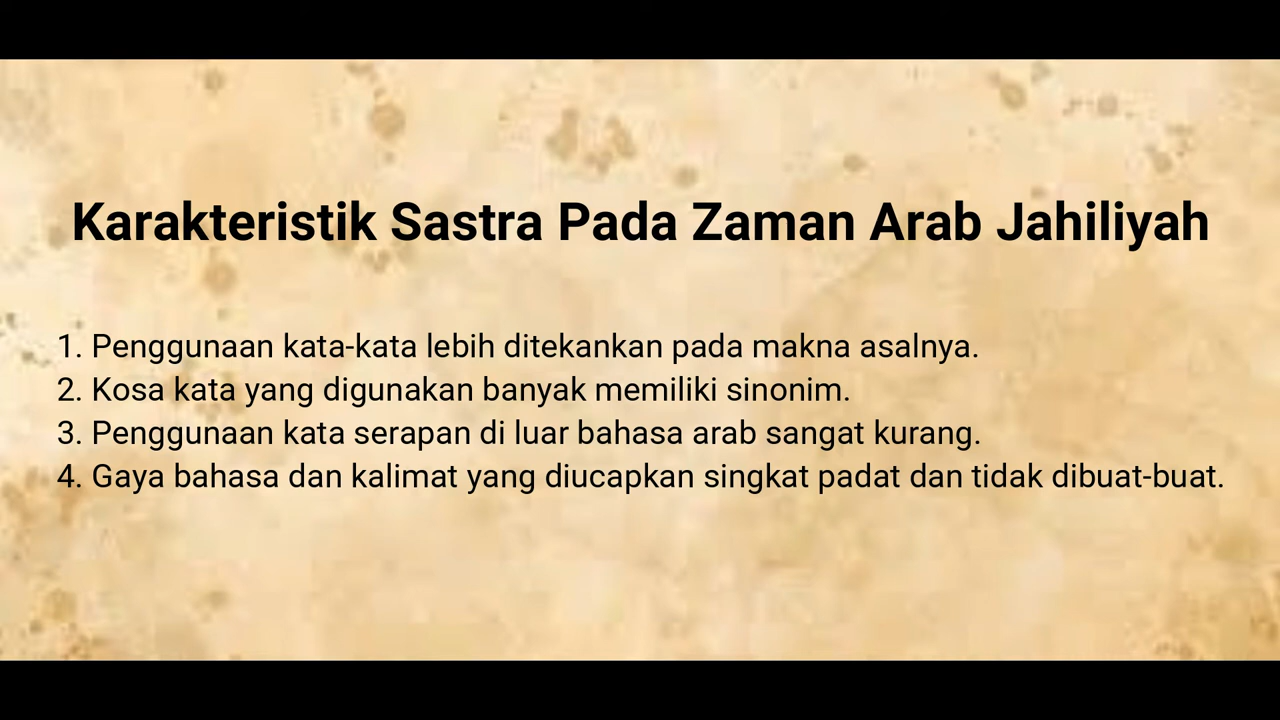 Karakteristik Sastra Pada Zaman Arab Jahiliyah
1. Penggunaan kata-kata lebih ditekankan pada makna asalnya.
2. Kosa kata yang digunakan banyak memiliki sinonim.
3. Penggunaan kata serapan di luar bahasa arab sangat kurang.
4. Gaya bahasa dan kalimat yang diucapkan singkat padat dan tidak dibuat-buat.